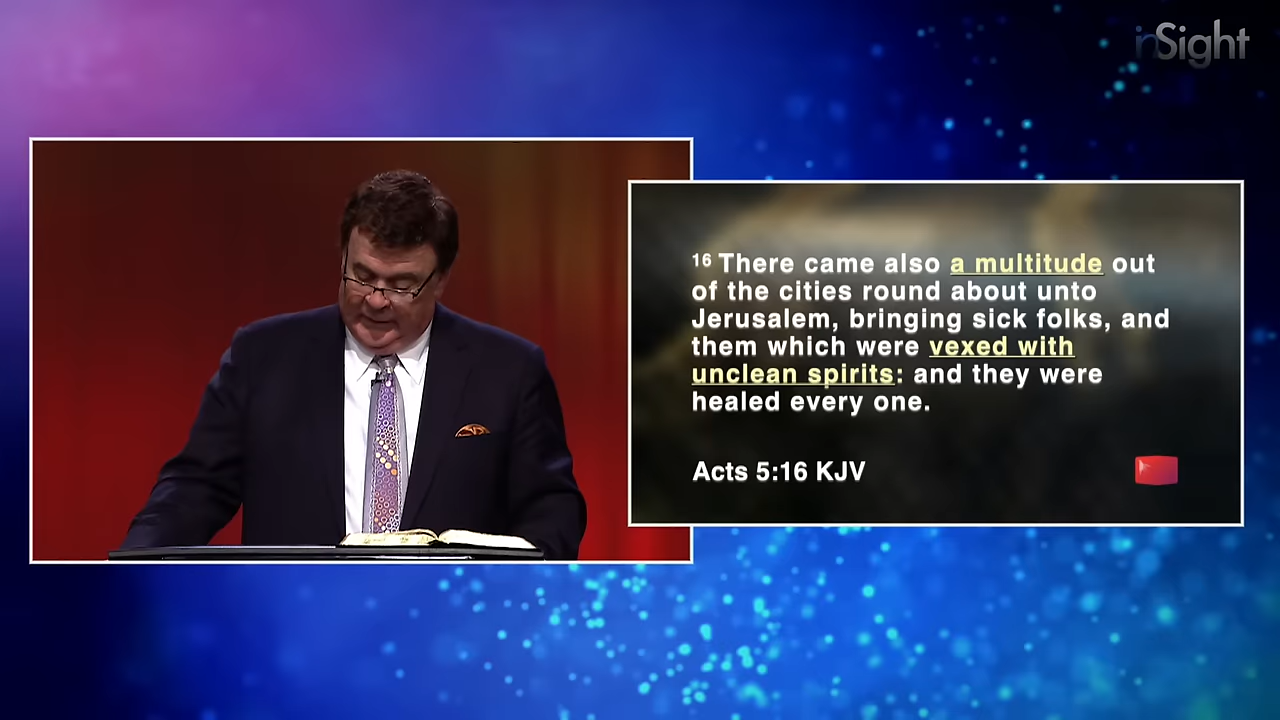 inSight
16 There came also a multitude out
of the cities round about unto
Jerusalem, bringing sick folks, and
them which were vexed with
unclean spirits: and they were
healed every one.
Acts 5:16 KJV